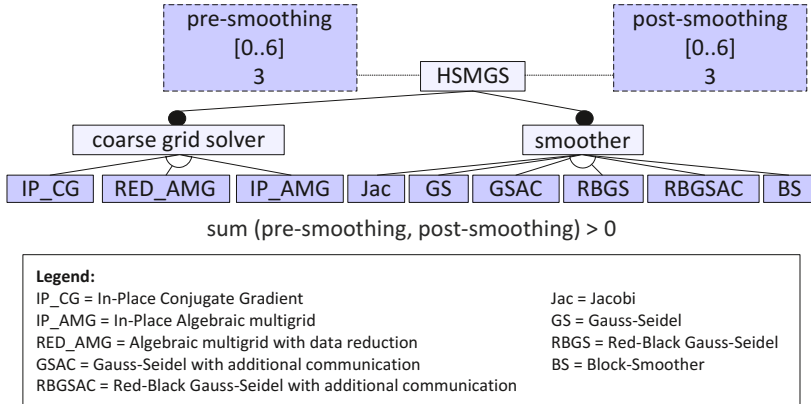 pre-smoothing
[0..6]
3
post-smoothing
[0..6]
3
HSMGS
coarse grid solver
smoother
IP_CG RED_AMG IP_AMG Jac GS GSAC RBGS RBGSAC BS
sum (pre-smoothing, post-smoothing) > 0
Legend:
IP_CG = In-Place Conjugate Gradient
IP_AMG = In-Place Algebraic multigrid
RED_AMG = Algebraic multigrid with data reduction
GSAC = Gauss-Seidel with additional communication
RBGSAC = Red-Black Gauss-Seidel with additional communication
Jac = Jacobi
GS = Gauss-Seidel
RBGS = Red-Black Gauss-Seidel
BS = Block-Smoother